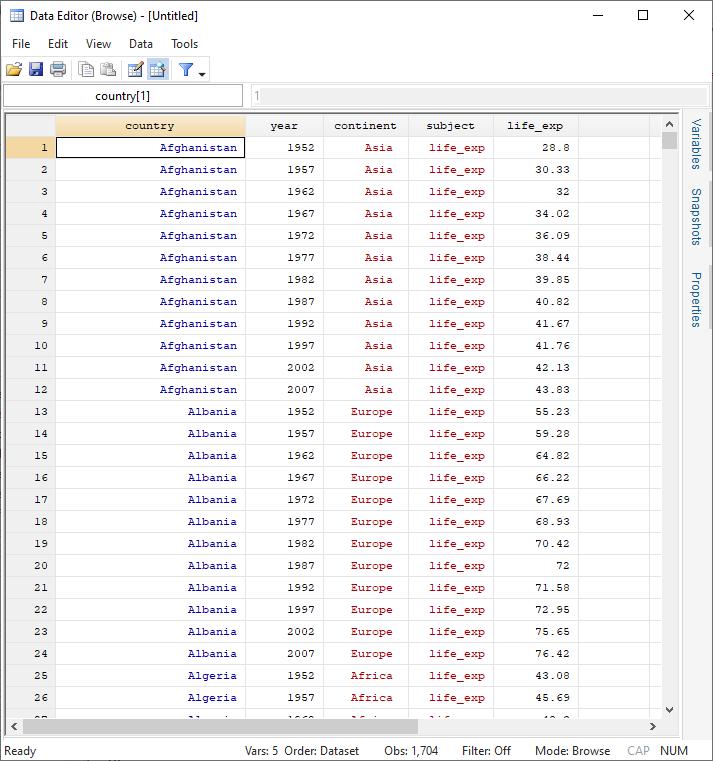 Data Editor (Browse) - [Untitled]
File Edit View Data Tools
country[1] 1
country year continent subject life_exp
1 Afghanistan 1952 Asia life_exp 28.8
2 Afghanistan 1957 Asia life_exp 30.33
3 Afghanistan 1962 Asia life_exp 32
4 Afghanistan 1967 Asia life_exp 34.02
5 Afghanistan 1972 Asia life_exp 36.09
6 Afghanistan 1977 Asia life_exp 38.44
7 Afghanistan 1982 Asia life_exp 39.85
8 Afghanistan 1987 Asia life_exp 40.82
9 Afghanistan 1992 Asia life_exp 41.67
10 Afghanistan 1997 Asia life_exp 41.76
11 Afghanistan 2002 Asia life_exp 42.13
12 Afghanistan 2007 Asia life_exp 43.83
13 Albania 1952 Europe life_exp 55.23
14 Albania 1957 Europe life_exp 59.28
15 Albania 1962 Europe life_exp 64.82
16 Albania 1967 Europe life_exp 66.22
17 Albania 1972 Europe life_exp 67.69
18 Albania 1977 Europe life_exp 68.93
19 Albania 1982 Europe life_exp 70.42
20 Albania 1987 Europe life_exp 72
21 Albania 1992 Europe life_exp 71.58
22 Albania 1997 Europe life_exp 72.95
23 Albania 2002 Europe life_exp 75.65
24 Albania 2007 Europe life_exp 76.42
25 Algeria 1952 Africa life_exp 43.08
26 Algeria 1957 Africa life_exp 45.69
Variables
Snapshots
Properties
Ready Vars: 5 Order: Dataset Obs: 1,704 Filter: Off Mode: Browse CAP NUM